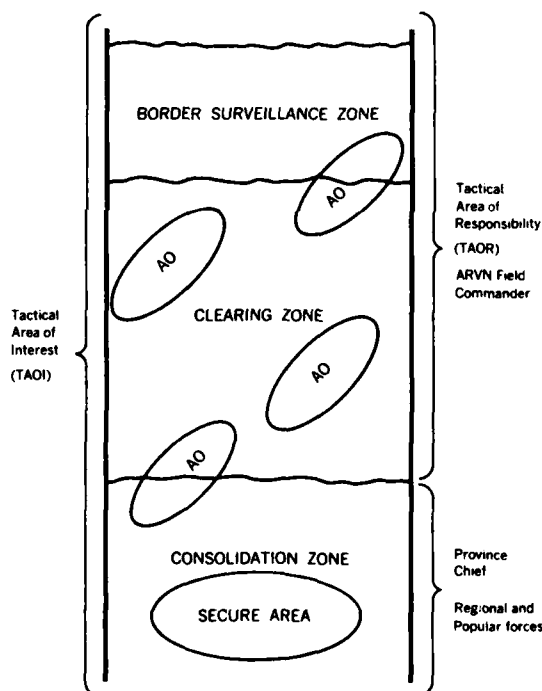 BORDER SURVEILLANCE ZONE
AO
Tactical
Area of
Responsibility
(TAOR)
ARVN Field
Commander
AO
CLEARING ZONE
Tactical
Area of
Interest
(TAOI)
AO
AO
CONSOLIDATION ZONE
SECURE AREA
Province
Chief
Regional and
Popular forces